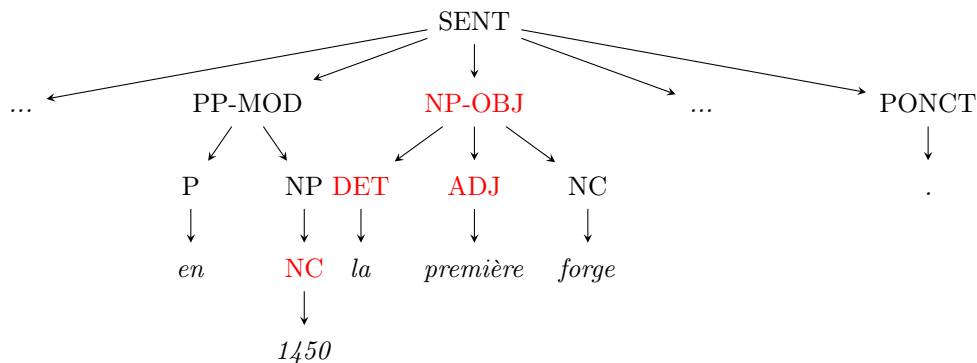 SENT
... PP-MOD NP-OBJ ... PONCT
P NP DET ADJ NC .
en NC la première forge
1450